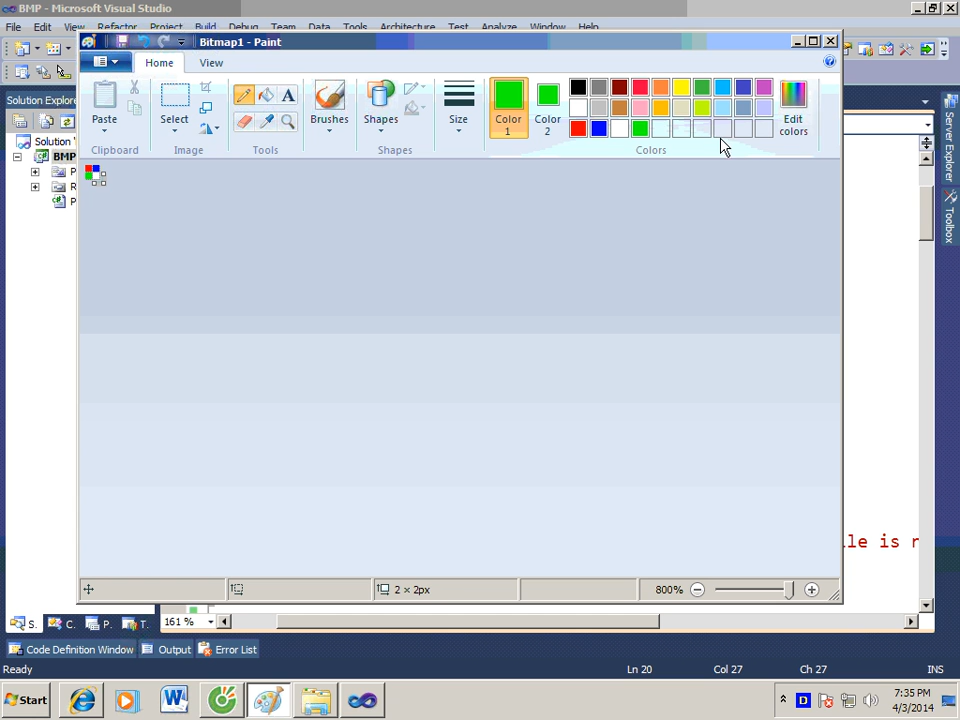 BMP - Microsoft Visual Studio
File Edit View Refactor Project Build Debug Team Data Tools Architecture Test Analyze Window Help
Bitmap1 - Paint
Home View
Paste
Select
Brushes
Shapes
Size
Color 1
Color 2
Edit colors
Clipboard Image Tools Shapes Colors
Solution Explore
Solution
BMP
P
R
P
Server Explorer
Toolbox
ile is r
2 × 2px
800%
S. C. P. T.
161 %
Code Definition Window Output Error List
Ready Ln 20 Col 27 Ch 27 INS
Start
7:35 PM
4/3/2014